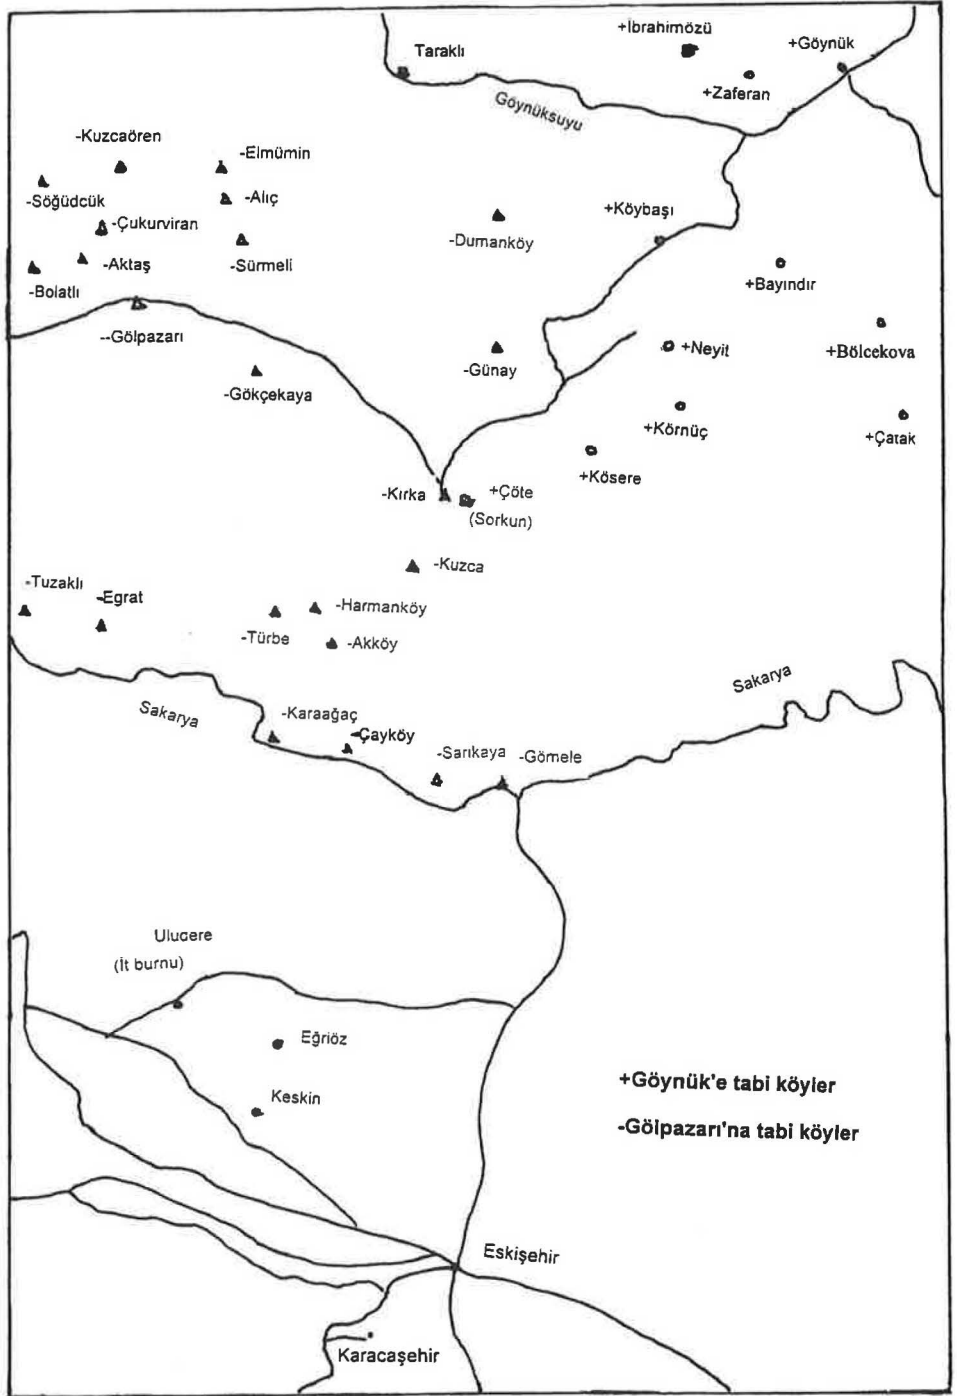 +İbrahimözü
+Göynük
Taraklı
+Zaferan
Göynüksuyu
-Kuzcaören
-Elmümin
-Söğüdcük
-Alıç
-Çukurviran
+Köybaşı
-Dumanköy
-Aktaş
-Sürmeli
-Bolatlı
+Bayındır
--Gölpazarı
+Neyit
+Bölcekova
-Günay
-Gökçekaya
+Körnüç
+Çatak
+Kösere
-Kırka
+Çöte
(Sorkun)
-Kuzca
-Tuzaklı
-Egrat
-Harmanköy
-Türbe
-Akköy
Sakarya
Sakarya
-Karaağaç
-Çayköy
-Sarıkaya
-Gömele
Uludere
(İt burnu)
Eğriöz
Keskin
+Göynük'e tabi köyler
-Gölpazarı'na tabi köyler
Eskişehir
Karacaşehir